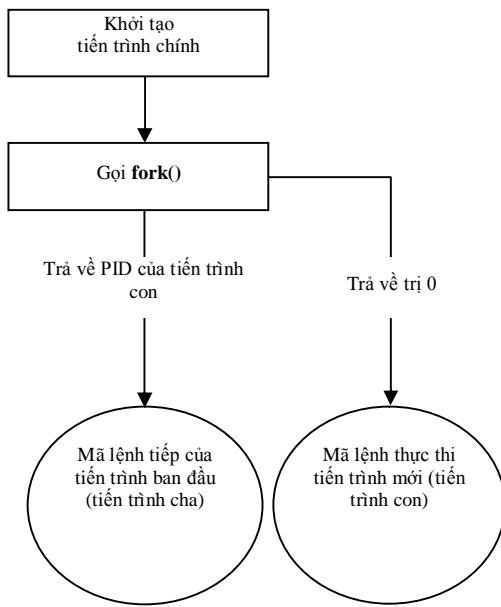 Khởi tạo
tiến trình chính
Gọi fork()
Trả về PID của tiến trình
con
Trả về trị 0
Mã lệnh tiếp của
tiến trình ban đầu
(tiến trình cha)
Mã lệnh thực thi
tiến trình mới (tiến
trình con)